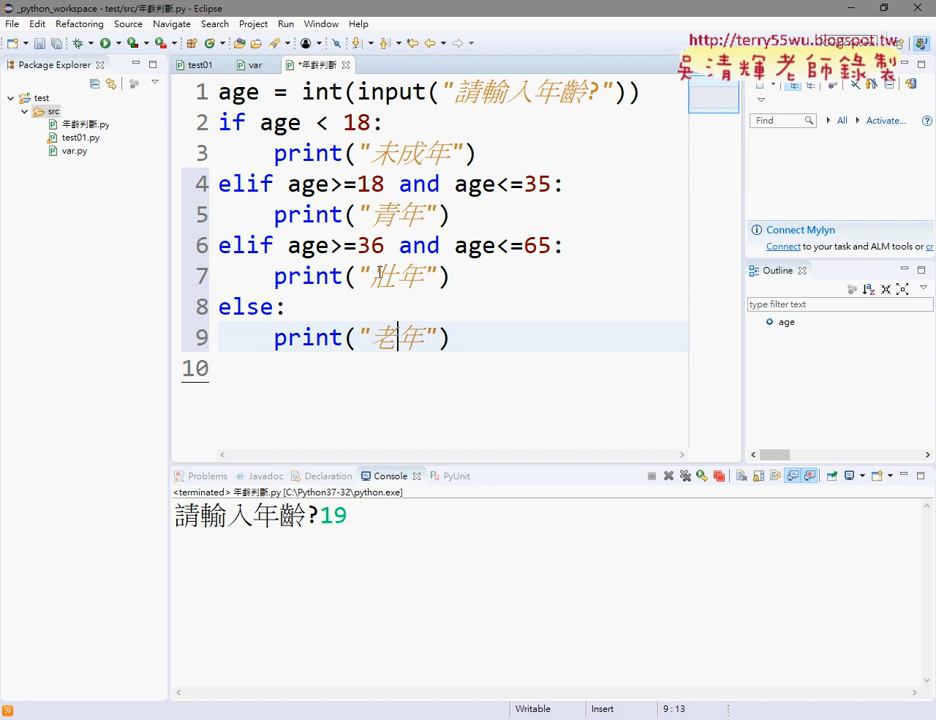 _python_workspace - test/src/年齡判斷.py - Eclipse
File Edit Refactoring Source Navigate Search Project Run Window Help
http://terry55wu.blogspot.tw
吳清輝老師錄製
Package Explorer
test
src
年齡判斷.py
test01.py
var.py
test01 var *年齡判斷
1 age = int(input("請輸入年齡?"))
2 if age < 18:
3 print("未成年")
4 elif age>=18 and age<=35:
5 print("青年")
6 elif age>=36 and age<=65:
7 print("壯年")
8 else:
9 print("老年")
10
Find All Activate...
Connect Mylyn
Connect to your task and ALM tools or cr
Outline
type filter text
age
Problems Javadoc Declaration Console PyUnit
<terminated> 年齡判斷.py [C:\Python37-32\python.exe]
請輸入年齡?19
Writable Insert 9 : 13